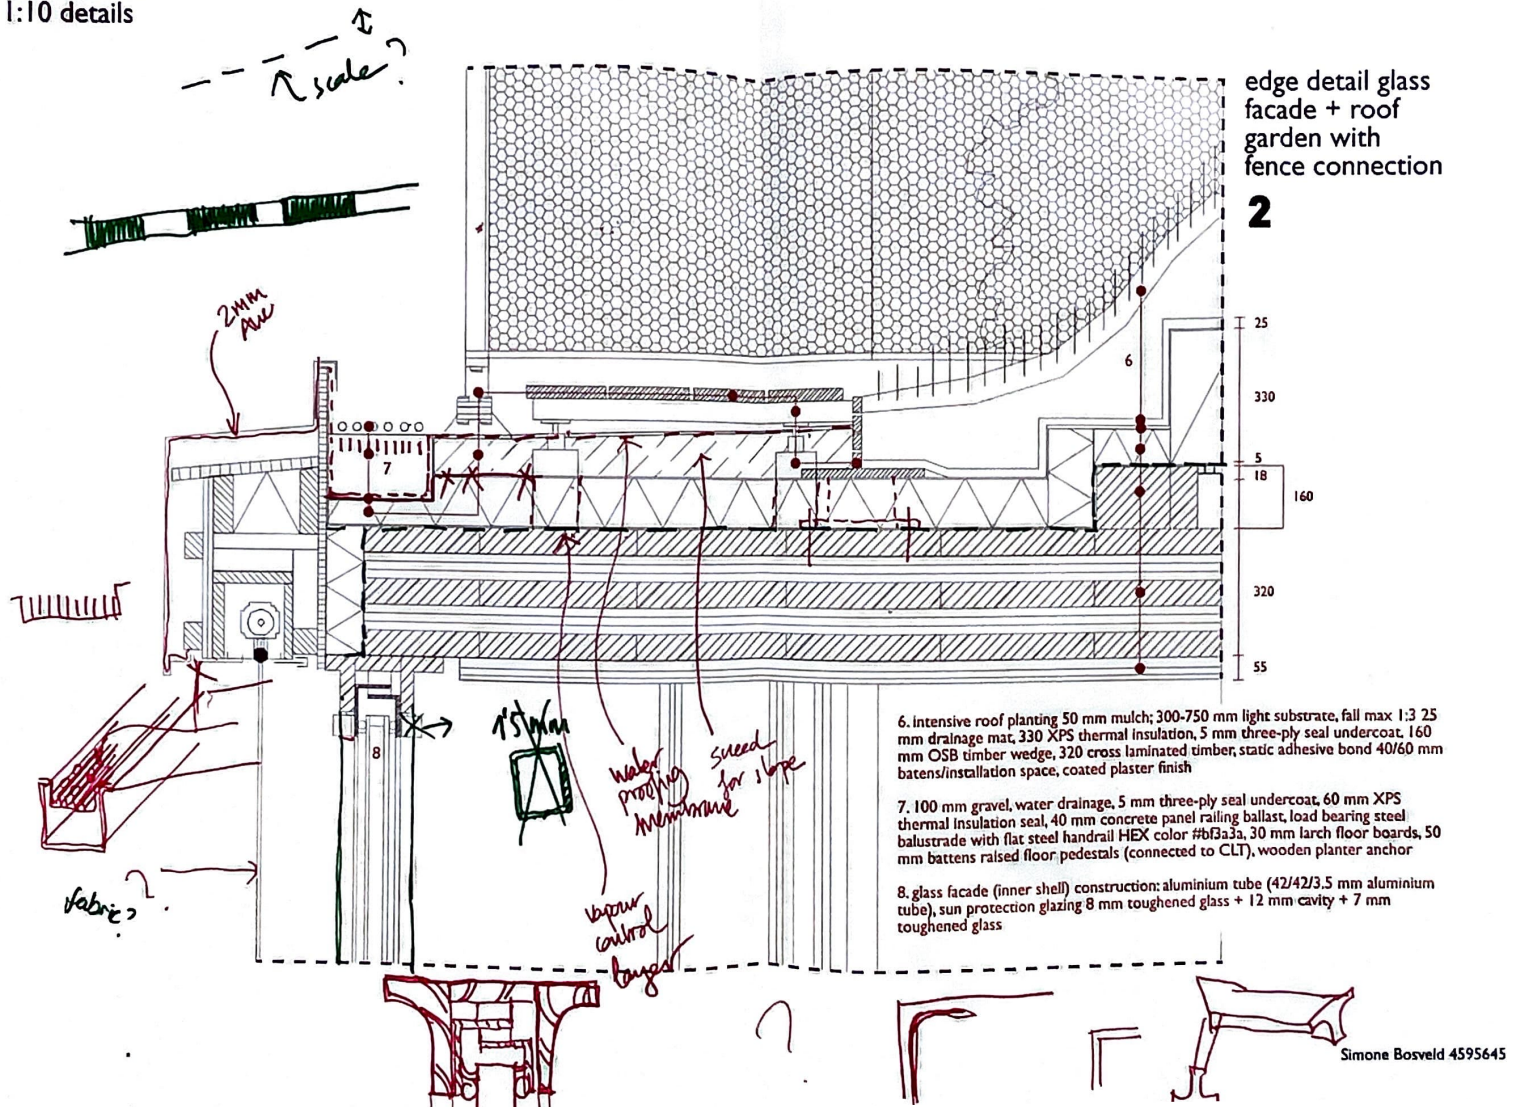 1:10 details
scale?
edge detail glass
facade + roof
garden with
fence connection
2
2mm
Alu
25
6
330
7
5
18
160
320
55
8
15mm
water
proofing
membrane
sneed
for slope
vapour
control
layer
fabric?
?
6. intensive roof planting 50 mm mulch; 300-750 mm light substrate, fall max 1:3 25
mm drainage mat, 330 XPS thermal insulation, 5 mm three-ply seal undercoat, 160
mm OSB timber wedge, 320 cross laminated timber, static adhesive bond 40/60 mm
batens/installation space, coated plaster finish
7. 100 mm gravel, water drainage, 5 mm three-ply seal undercoat, 60 mm XPS
thermal insulation seal, 40 mm concrete panel railing ballast, load bearing steel
balustrade with flat steel handrail HEX color #bf3a3a, 30 mm larch floor boards, 50
mm battens raised floor pedestals (connected to CLT), wooden planter anchor
8. glass facade (inner shell) construction: aluminium tube (42/42/3.5 mm aluminium
tube), sun protection glazing 8 mm toughened glass + 12 mm cavity + 7 mm
toughened glass
?
Simone Bosveld 4595645